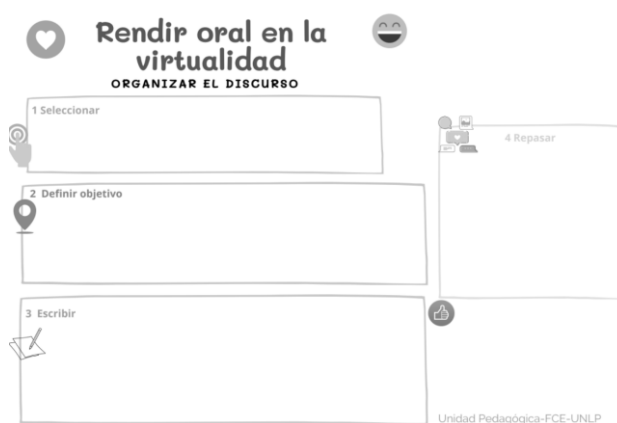 Rendir oral en la
virtualidad
ORGANIZAR EL DISCURSO
1 Seleccionar
2 Definir objetivo
3 Escribir
4 Repasar
Unidad Pedagógica-FCE-UNLP